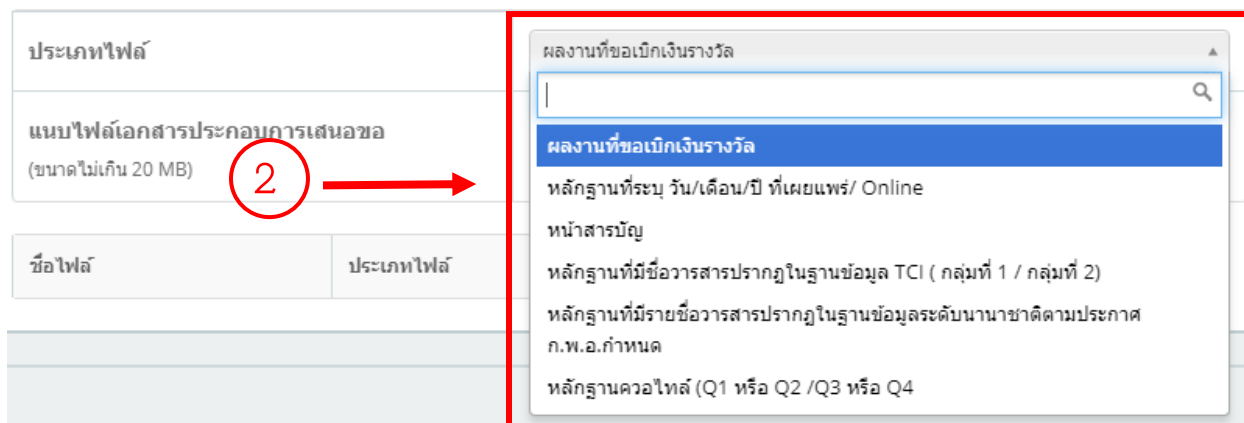 ประเภทไฟล์
ผลงานที่ขอเบิกเงินรางวัล
แนบไฟล์เอกสารประกอบการเสนอขอ
(ขนาดไม่เกิน 20 MB)
2
ผลงานที่ขอเบิกเงินรางวัล
หลักฐานที่ระบุ วัน/เดือน/ปี ที่เผยแพร่/ Online
หน้าสารบัญ
หลักฐานที่มีชื่อวารสารปรากฏในฐานข้อมูล TCI ( กลุ่มที่ 1 / กลุ่มที่ 2)
หลักฐานที่มีรายชื่อวารสารปรากฏในฐานข้อมูลระดับนานาชาติตามประกาศ
ก.พ.อ.กำหนด
หลักฐานควอไทล์ (Q1 หรือ Q2 /Q3 หรือ Q4
ชื่อไฟล์
ประเภทไฟล์